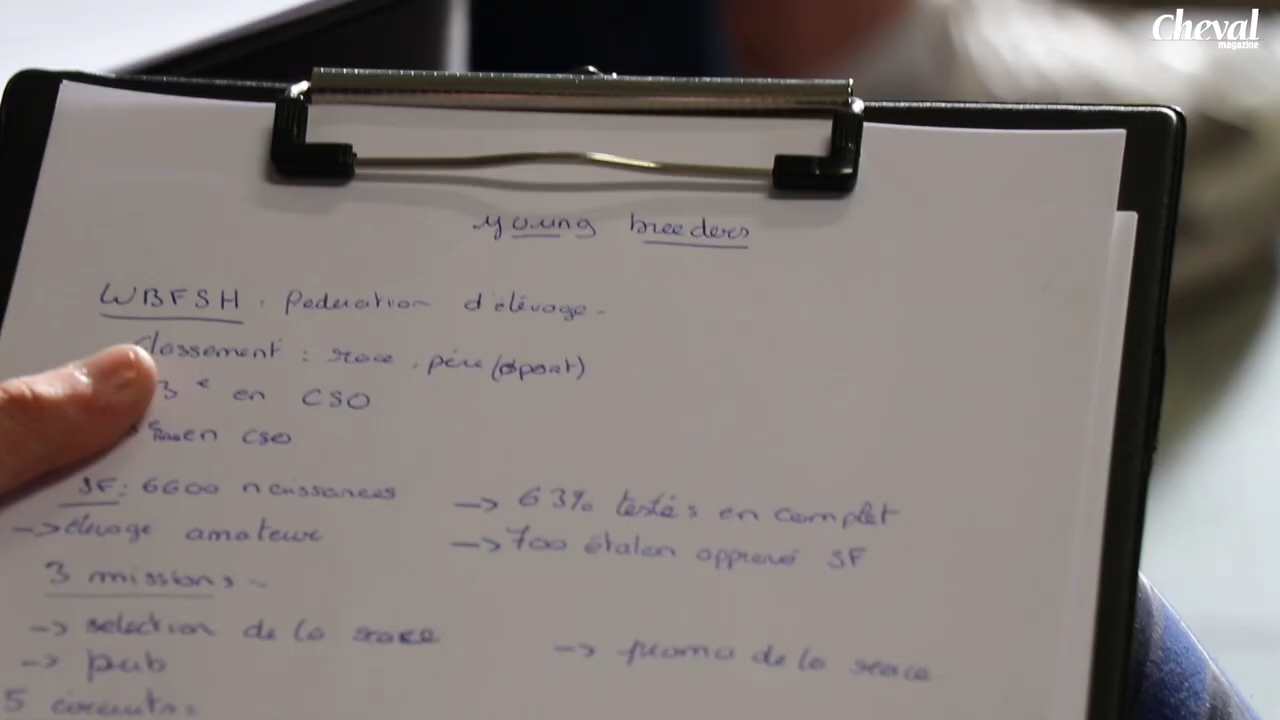 Cheval
magazine
young breeders
WBFSH : federation d'élevage.
classement : race . père (sport)
3e en CSO
en CSO
SF : 6600 naissances
-> 63% testés en complet
-> élevage amateur
-> 700 étalon approuvé SF
3 missions -
-> selection de la race
-> promo de la race
-> pub
5 circuits :